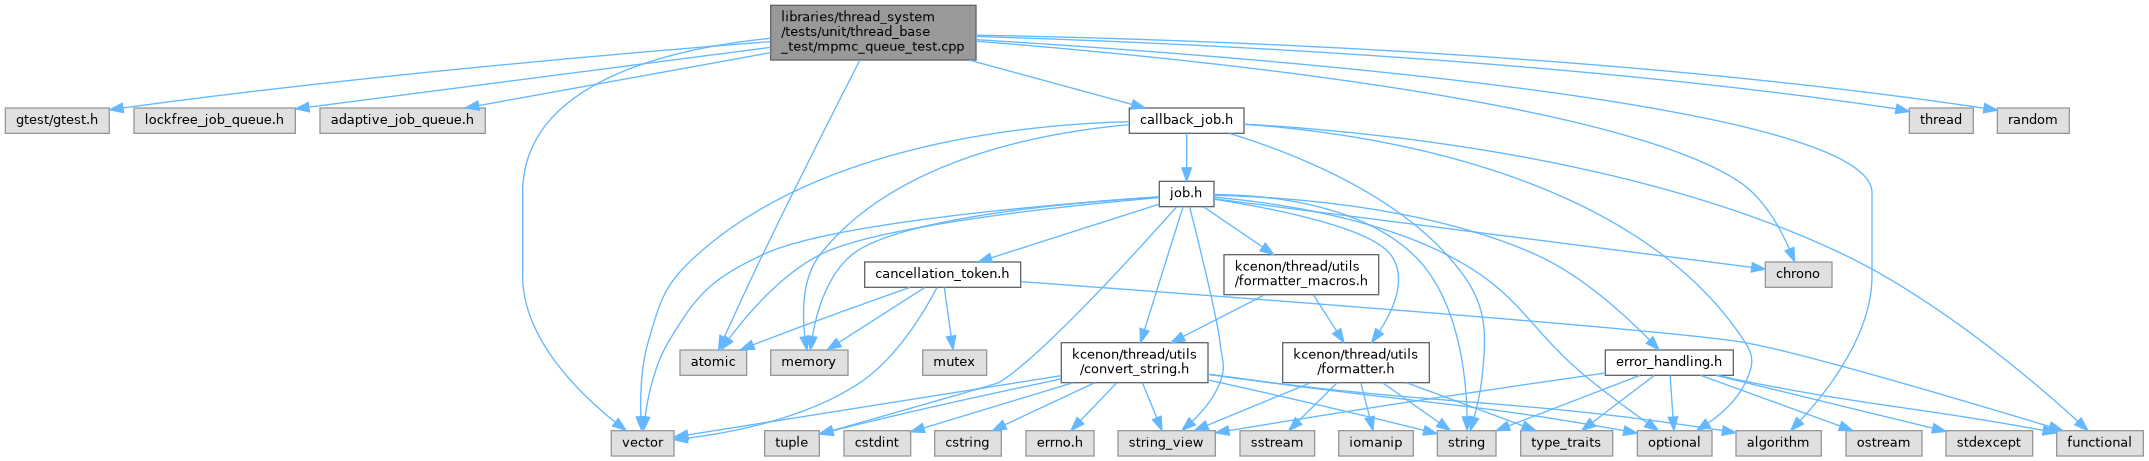 libraries/thread_system
/tests/unit/thread_base
_test/mpmc_queue_test.cpp
gtest/gtest.h
lockfree_job_queue.h
adaptive_job_queue.h
callback_job.h
thread
random
job.h
cancellation_token.h
kcenon/thread/utils
/formatter_macros.h
chrono
atomic
memory
mutex
kcenon/thread/utils
/convert_string.h
kcenon/thread/utils
/formatter.h
error_handling.h
vector
tuple
cstdint
cstring
errno.h
string_view
sstream
iomanip
string
type_traits
optional
algorithm
ostream
stdexcept
functional